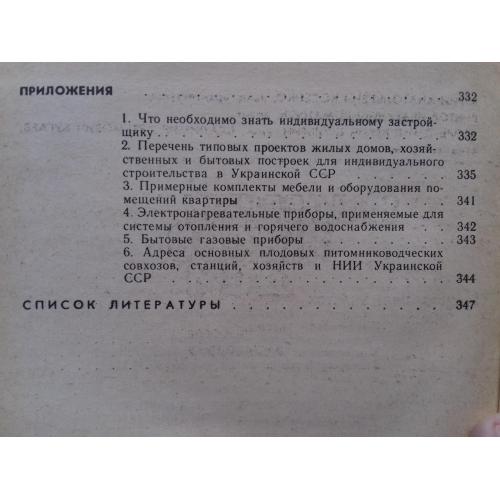 ПРИЛОЖЕНИЯ . . . . . . . . . . . . . . . . 332
1. Что необходимо знать индивидуальному застрой-
щику . . . . . . . . . . . . . . . . 332
2. Перечень типовых проектов жилых домов, хозяй-
ственных и бытовых построек для индивидуального
строительства в Украинской ССР . . . . . . . 335
3. Примерные комплекты мебели и оборудования по-
мещений квартиры . . . . . . . . . . . 341
4. Электронагревательные приборы, применяемые для
системы отопления и горячего водоснабжения . . . . 342
5. Бытовые газовые приборы . . . . . . . . . 343
6. Адреса основных плодовых питомниководческих
совхозов, станций, хозяйств и НИИ Украинской
ССР . . . . . . . . . . . . . . . . 344
СПИСОК ЛИТЕРАТУРЫ . . . . . . . . . . . . . 347